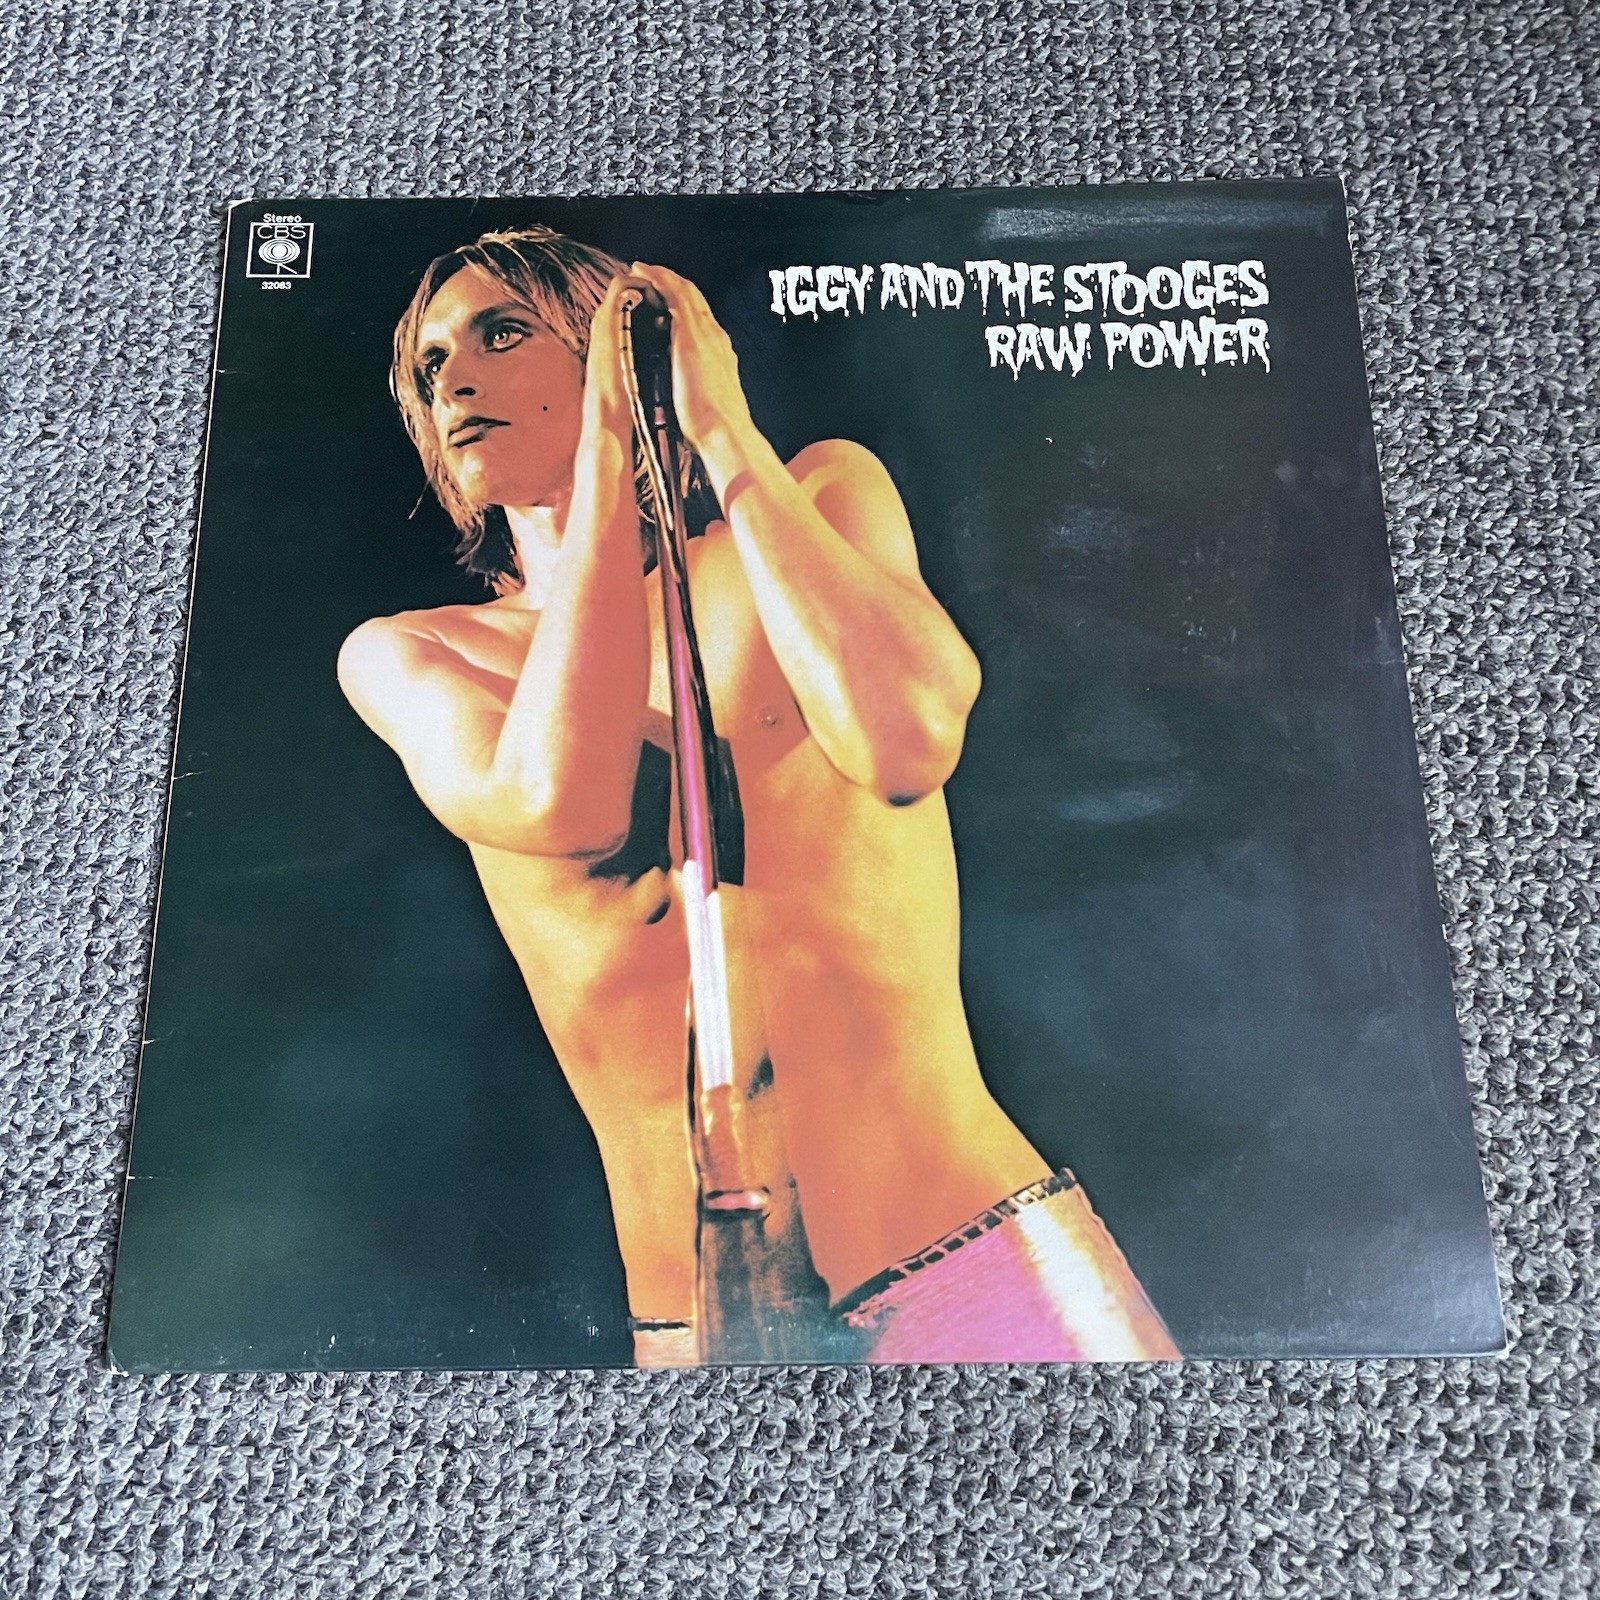 Stereo
CBS
32083
IGGY AND THE STOOGES
RAW POWER